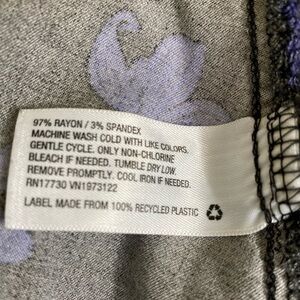 97% RAYON / 3% SPANDEX
MACHINE WASH COLD WITH LIKE COLORS.
GENTLE CYCLE. ONLY NON-CHLORINE
BLEACH IF NEEDED. TUMBLE DRY LOW.
REMOVE PROMPTLY. COOL IRON IF NEEDED.
RN17730 VN1973122
LABEL MADE FROM 100% RECYCLED PLASTIC